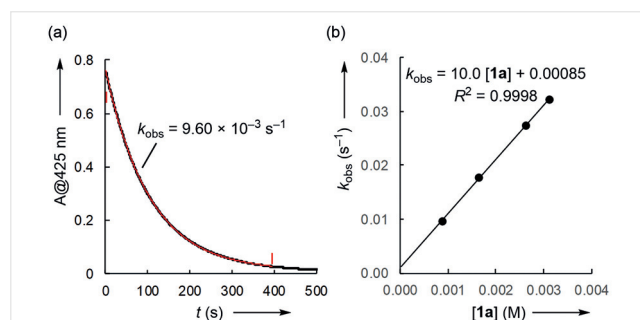 (a)
0.8
0.6
0.4
0.2
0
A@425 nm
kobs = 9.60 × 10⁻³ s⁻¹
0 100 200 300 400 500
t (s)
(b)
0.04
0.03
0.02
0.01
0.00
kobs (s⁻¹)
kobs = 10.0 [1a] + 0.00085
R² = 0.9998
0.000 0.001 0.002 0.003 0.004
[1a] (M)